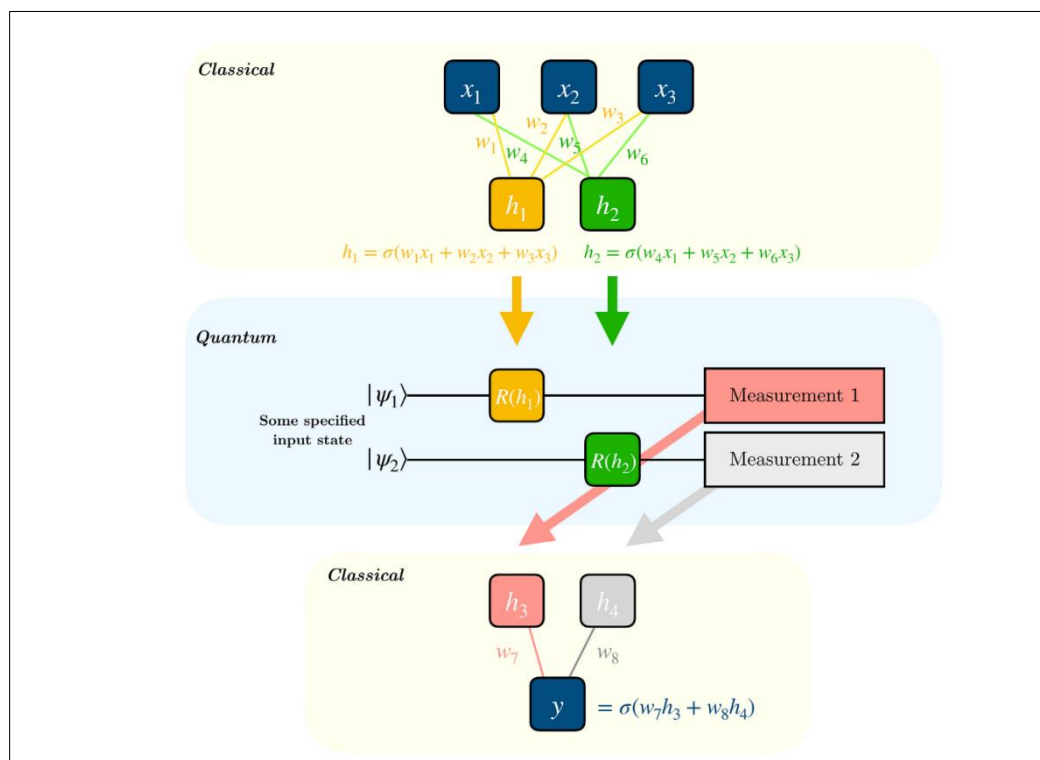 Classical
x₁ x₂ x₃
w₁ w₄ w₂ w₅ w₃ w₆
h₁ h₂
h₁ = σ(w₁x₁ + w₂x₂ + w₃x₃) h₂ = σ(w₄x₁ + w₅x₂ + w₆x₃)
Quantum
|ψ₁⟩ R(h₁) Measurement 1
Some specified
input state
|ψ₂⟩ R(h₂) Measurement 2
Classical
h₃ h₄
w₇ w₈
y = σ(w₇h₃ + w₈h₄)